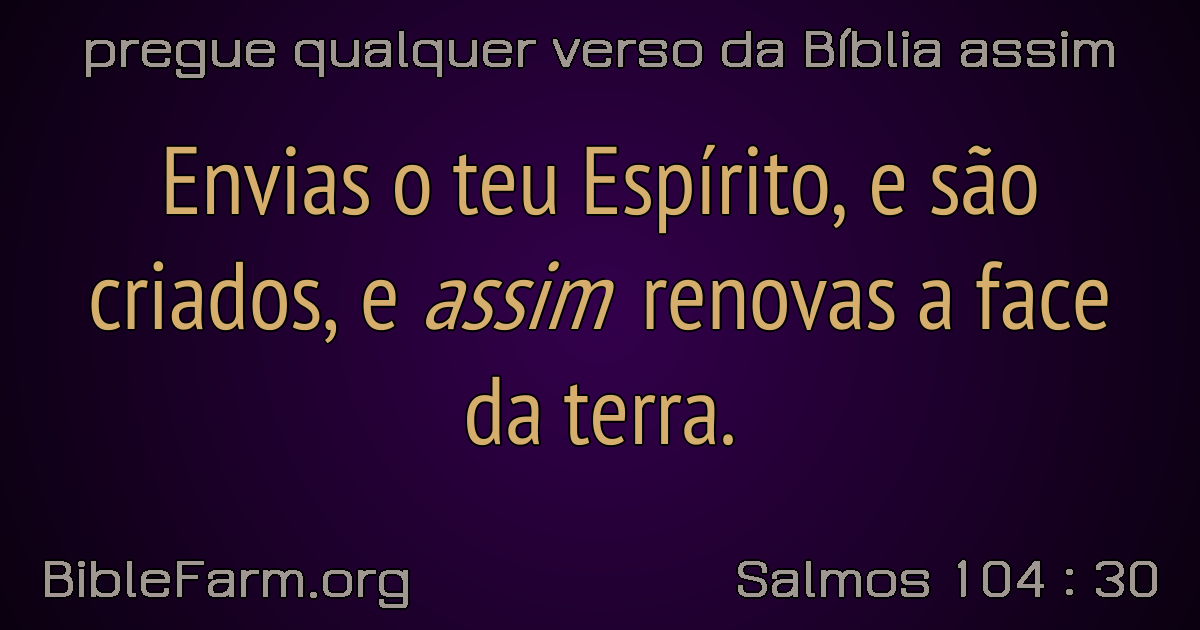 pregue qualquer verso da Bíblia assim
Envias o teu Espírito, e são
criados, e assim renovas a face
da terra.
BibleFarm.org
Salmos 104 : 30